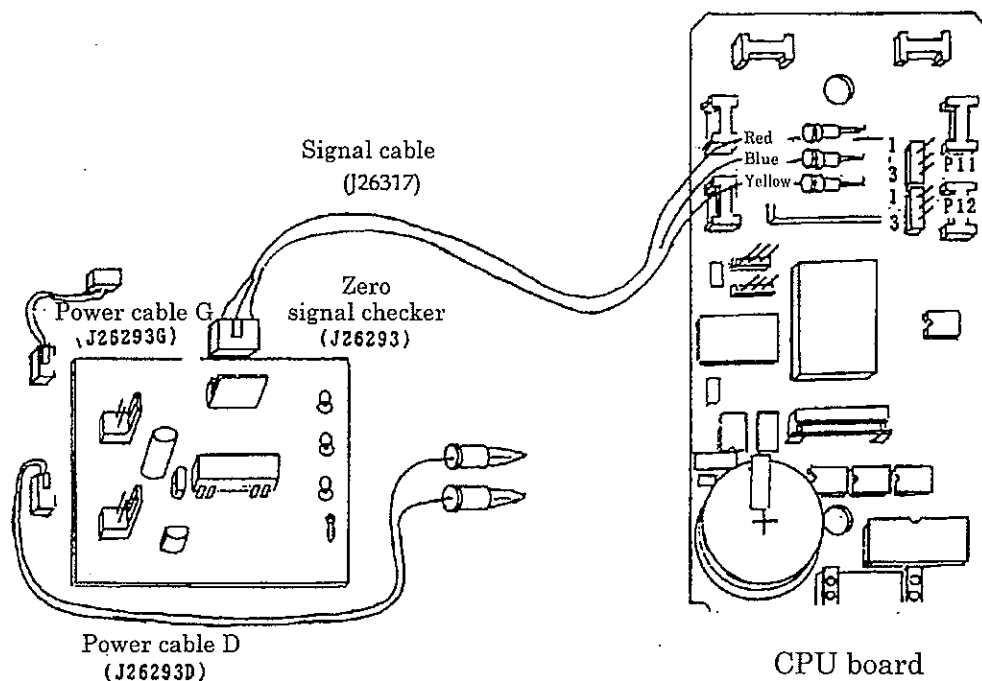 Signal cable
(J26317)
Zero
signal checker
(J26293)
Power cable G
(J26293G)
Power cable D
(J26293D)
Red
Blue
Yellow
1
3
P11
1
3
P12
CPU board